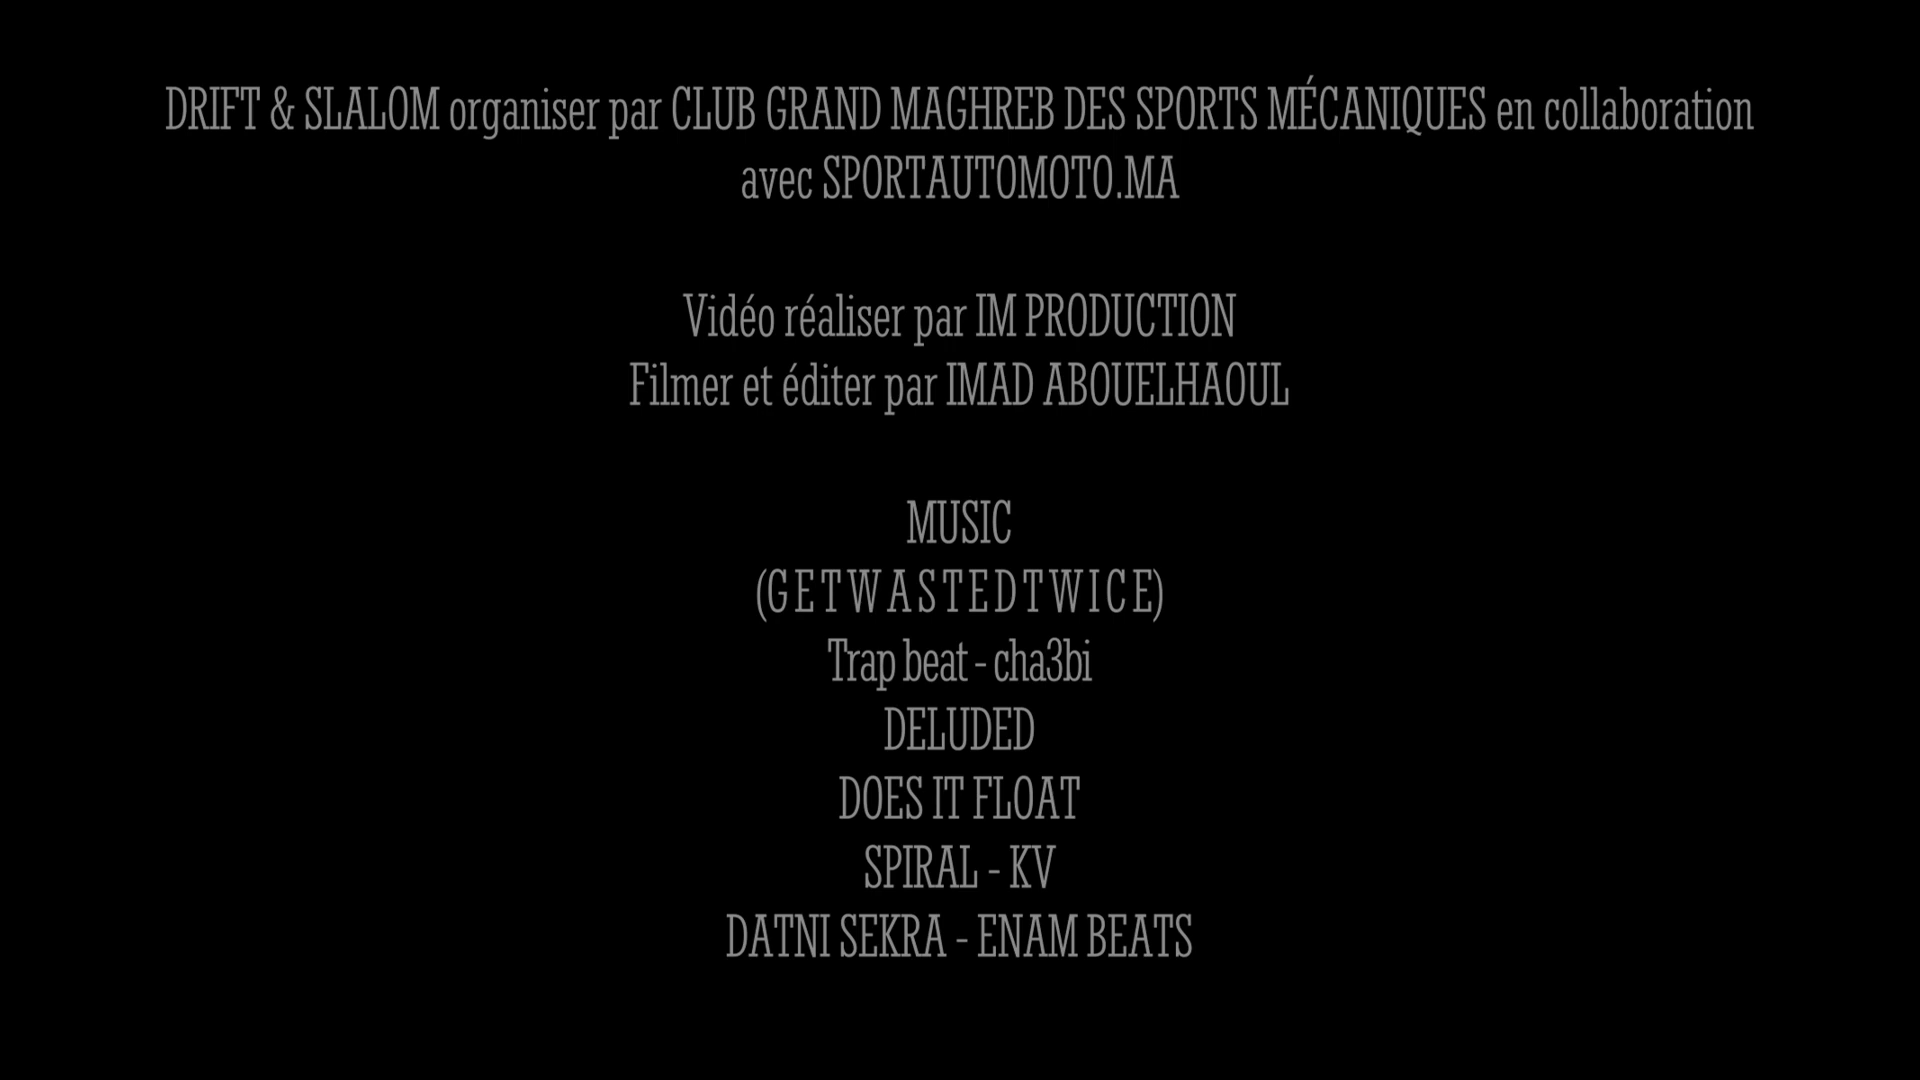 DRIFT & SLALOM organiser par CLUB GRAND MAGHREB DES SPORTS MÉCANIQUES en collaboration
avec SPORTAUTOMOTO.MA
Vidéo réaliser par IM PRODUCTION
Filmer et éditer par IMAD ABOUELHAOUL
MUSIC
(G E T W A S T E D T W I C E)
Trap beat - cha3bi
DELUDED
DOES IT FLOAT
SPIRAL - KV
DATNI SEKRA - ENAM BEATS